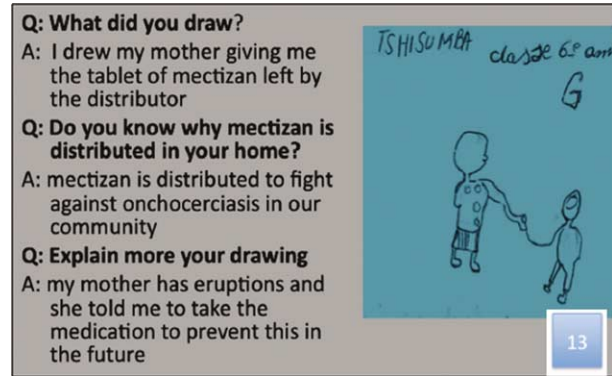 Q: What did you draw?
A: I drew my mother giving me
the tablet of mectizan left by
the distributor
Q: Do you know why mectizan is
distributed in your home?
A: mectizan is distributed to fight
against onchocerciasis in our
community
Q: Explain more your drawing
A: my mother has eruptions and
she told me to take the
medication to prevent this in
the future
TSHISUMBA classe 6e am
G
13